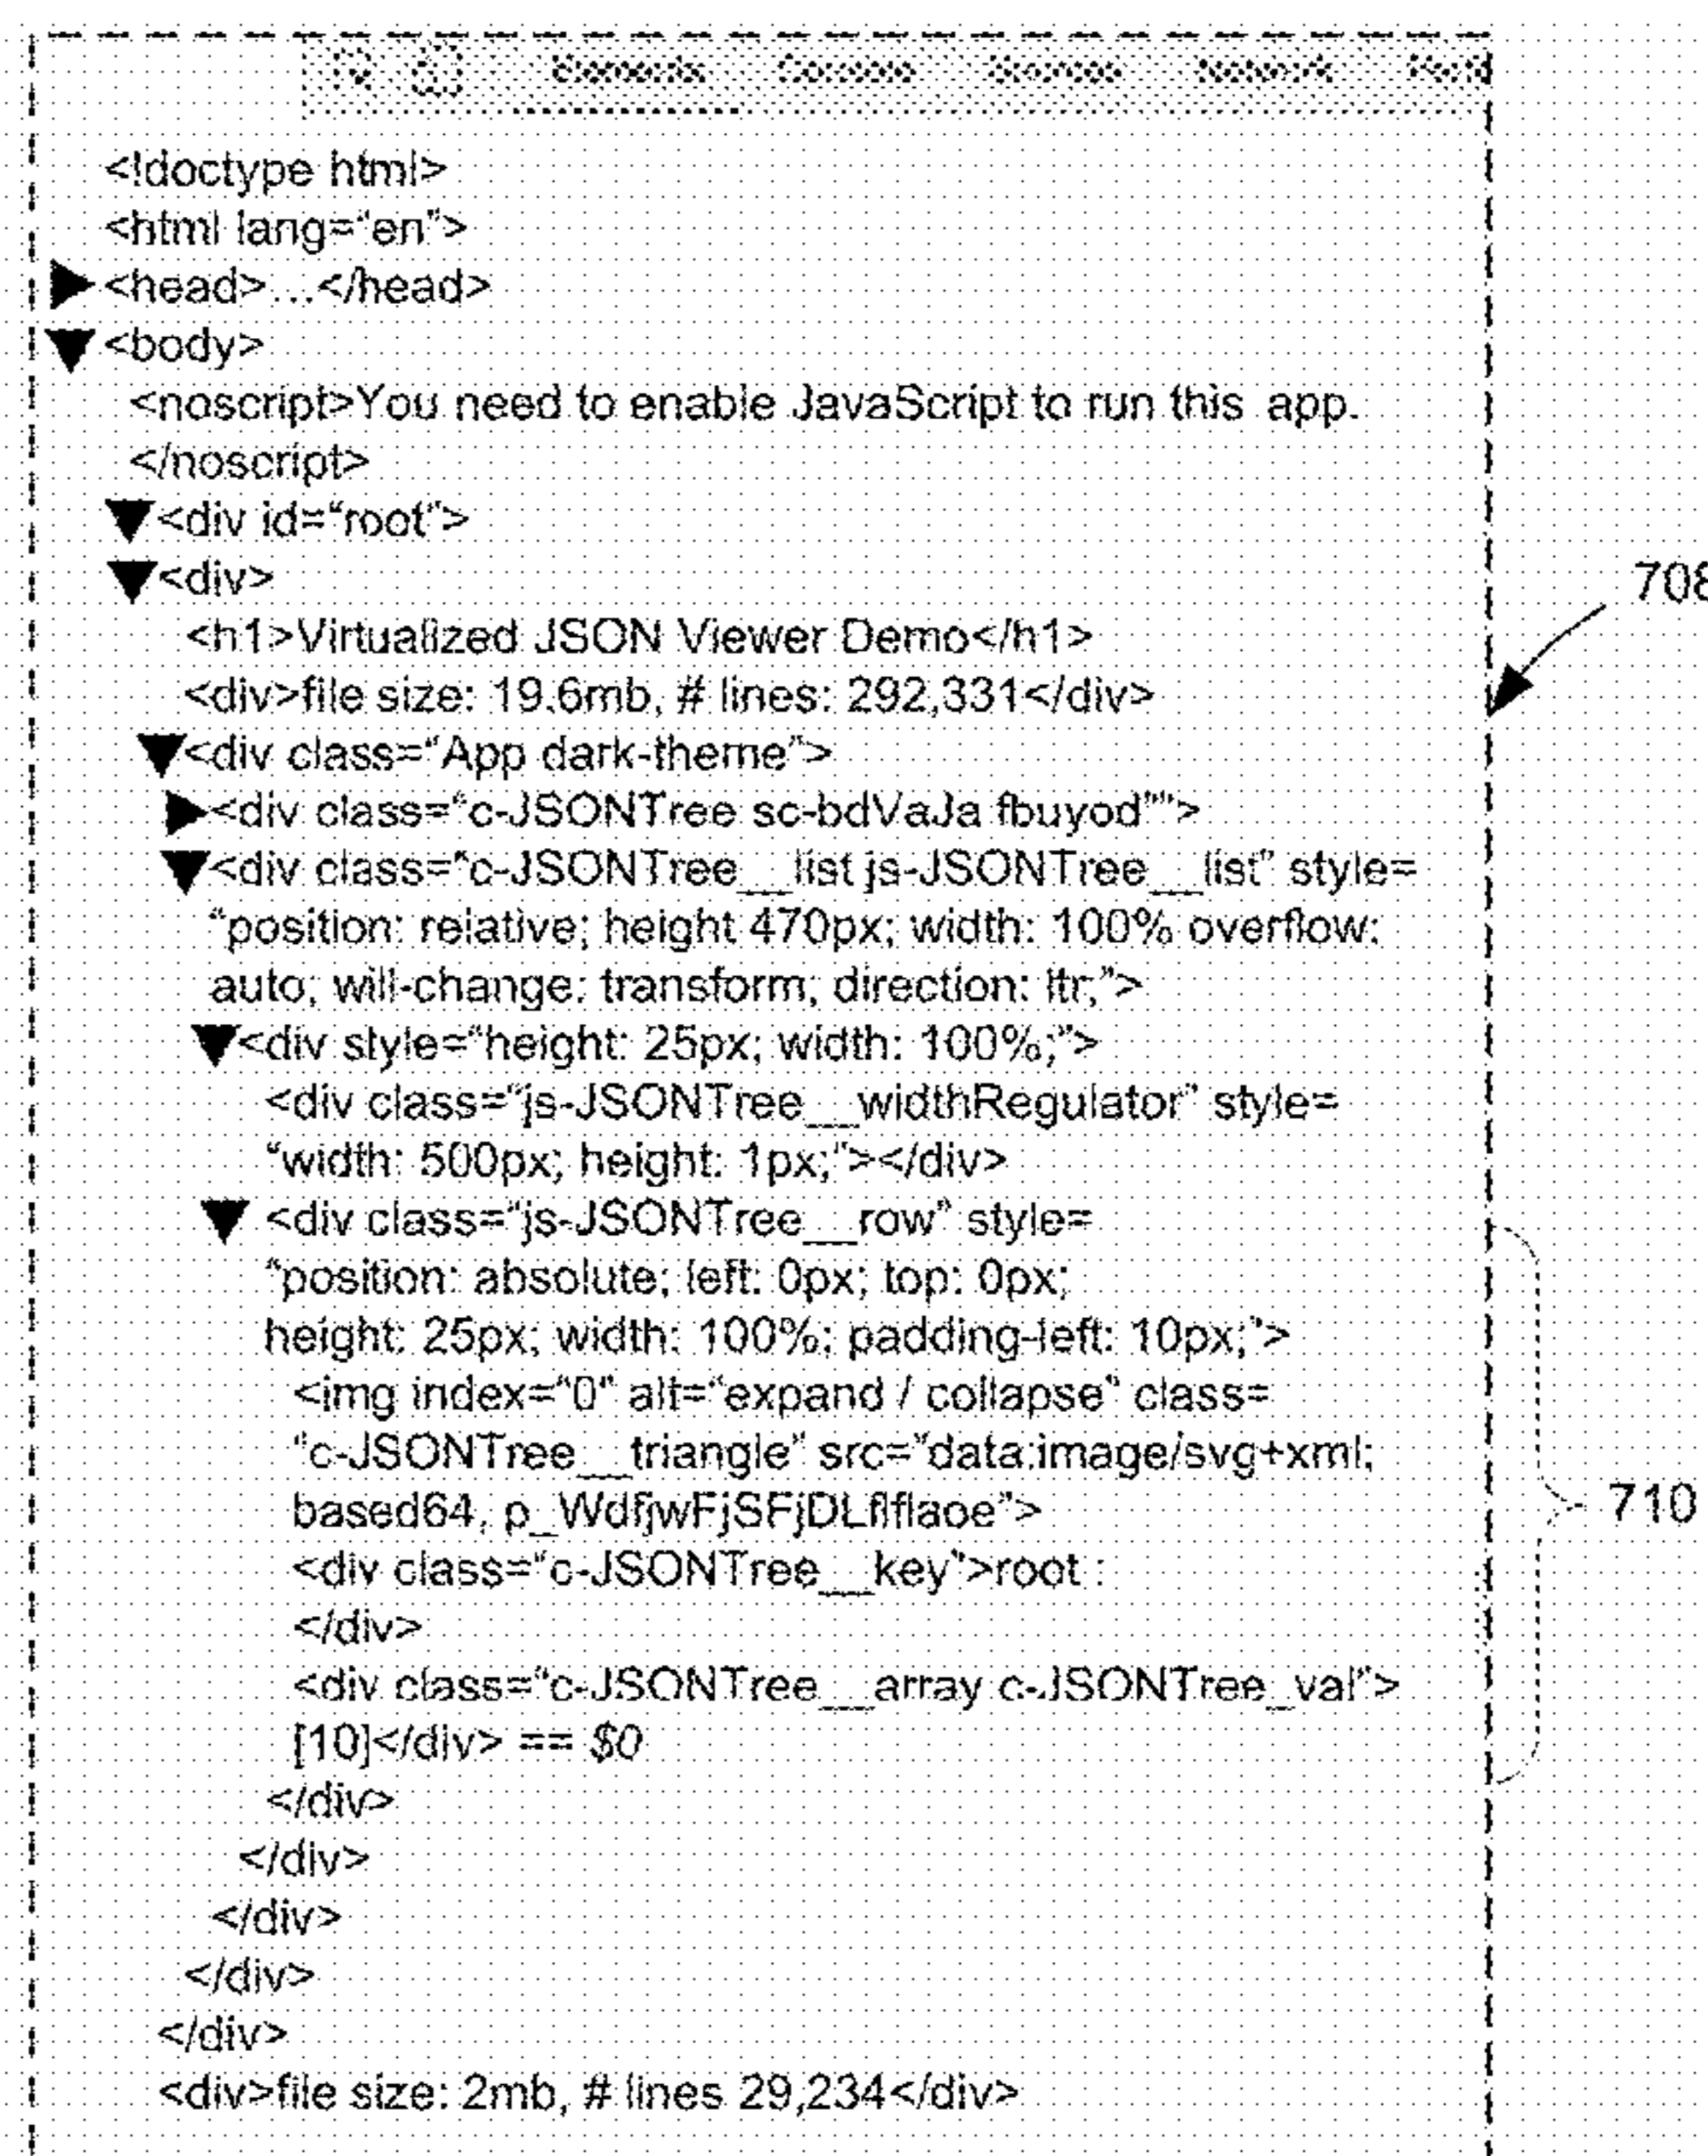 Elements Console Sources Network
<!doctype html>
<html lang="en">
<head>...</head>
<body>
<noscript>You need to enable JavaScript to run this app.
</noscript>
<div id="root">
<div>
708
<h1>Virtualized JSON Viewer Demo</h1>
<div>file size: 19.6mb, # lines: 292,331</div>
<div class="App dark-theme">
<div class="c-JSONTree sc-bdVaJa fbuyod"">
<div class="c-JSONTree__list js-JSONTree__list" style=
"position: relative; height 470px; width: 100% overflow:
auto; will-change: transform; direction: ltr;">
<div style="height: 25px; width: 100%;">
<div class="js-JSONTree__widthRegulator" style=
"width: 500px; height: 1px;"></div>
<div class="js-JSONTree__row" style=
"position: absolute; left: 0px; top: 0px;
height: 25px; width: 100%; padding-left: 10px;">
<img index="0" alt="expand / collapse" class=
"c-JSONTree__triangle" src="data:image/svg+xml;
based64,
710
<div class="c-JSONTree__key">root :
</div>
<div class="c-JSONTree__array c-JSONTree_val">
[10]</div> == $0
</div>
</div>
</div>
</div>
</div>
<div>file size: 2mb, # lines 29,234</div>